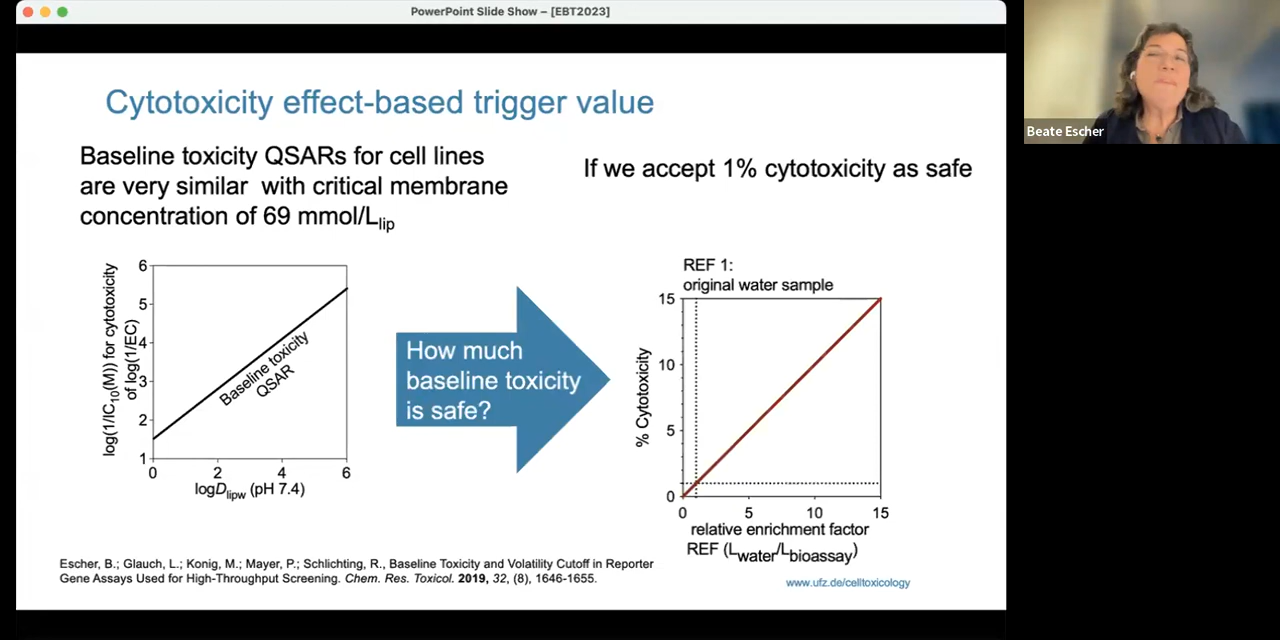 PowerPoint Slide Show – [EBT2023]
Beate Escher
Cytotoxicity effect-based trigger value
Baseline toxicity QSARs for cell lines
are very similar with critical membrane
concentration of 69 mmol/Llip
If we accept 1% cytotoxicity as safe
log(1/IC10(M)) for cytotoxicity
of log(1/EC)
6
5
4
3
2
1
0
2
4
6
Baseline toxicity
QSAR
logDlipw (pH 7.4)
How much
baseline toxicity
is safe?
REF 1:
original water sample
% Cytotoxicity
15
10
5
0
0
5
10
15
relative enrichment factor
REF (Lwater/Lbioassay)
Escher, B.; Glauch, L.; Konig, M.; Mayer, P.; Schlichting, R., Baseline Toxicity and Volatility Cutoff in Reporter
Gene Assays Used for High-Throughput Screening. Chem. Res. Toxicol. 2019, 32, (8), 1646-1655.
www.ufz.de/celltoxicology